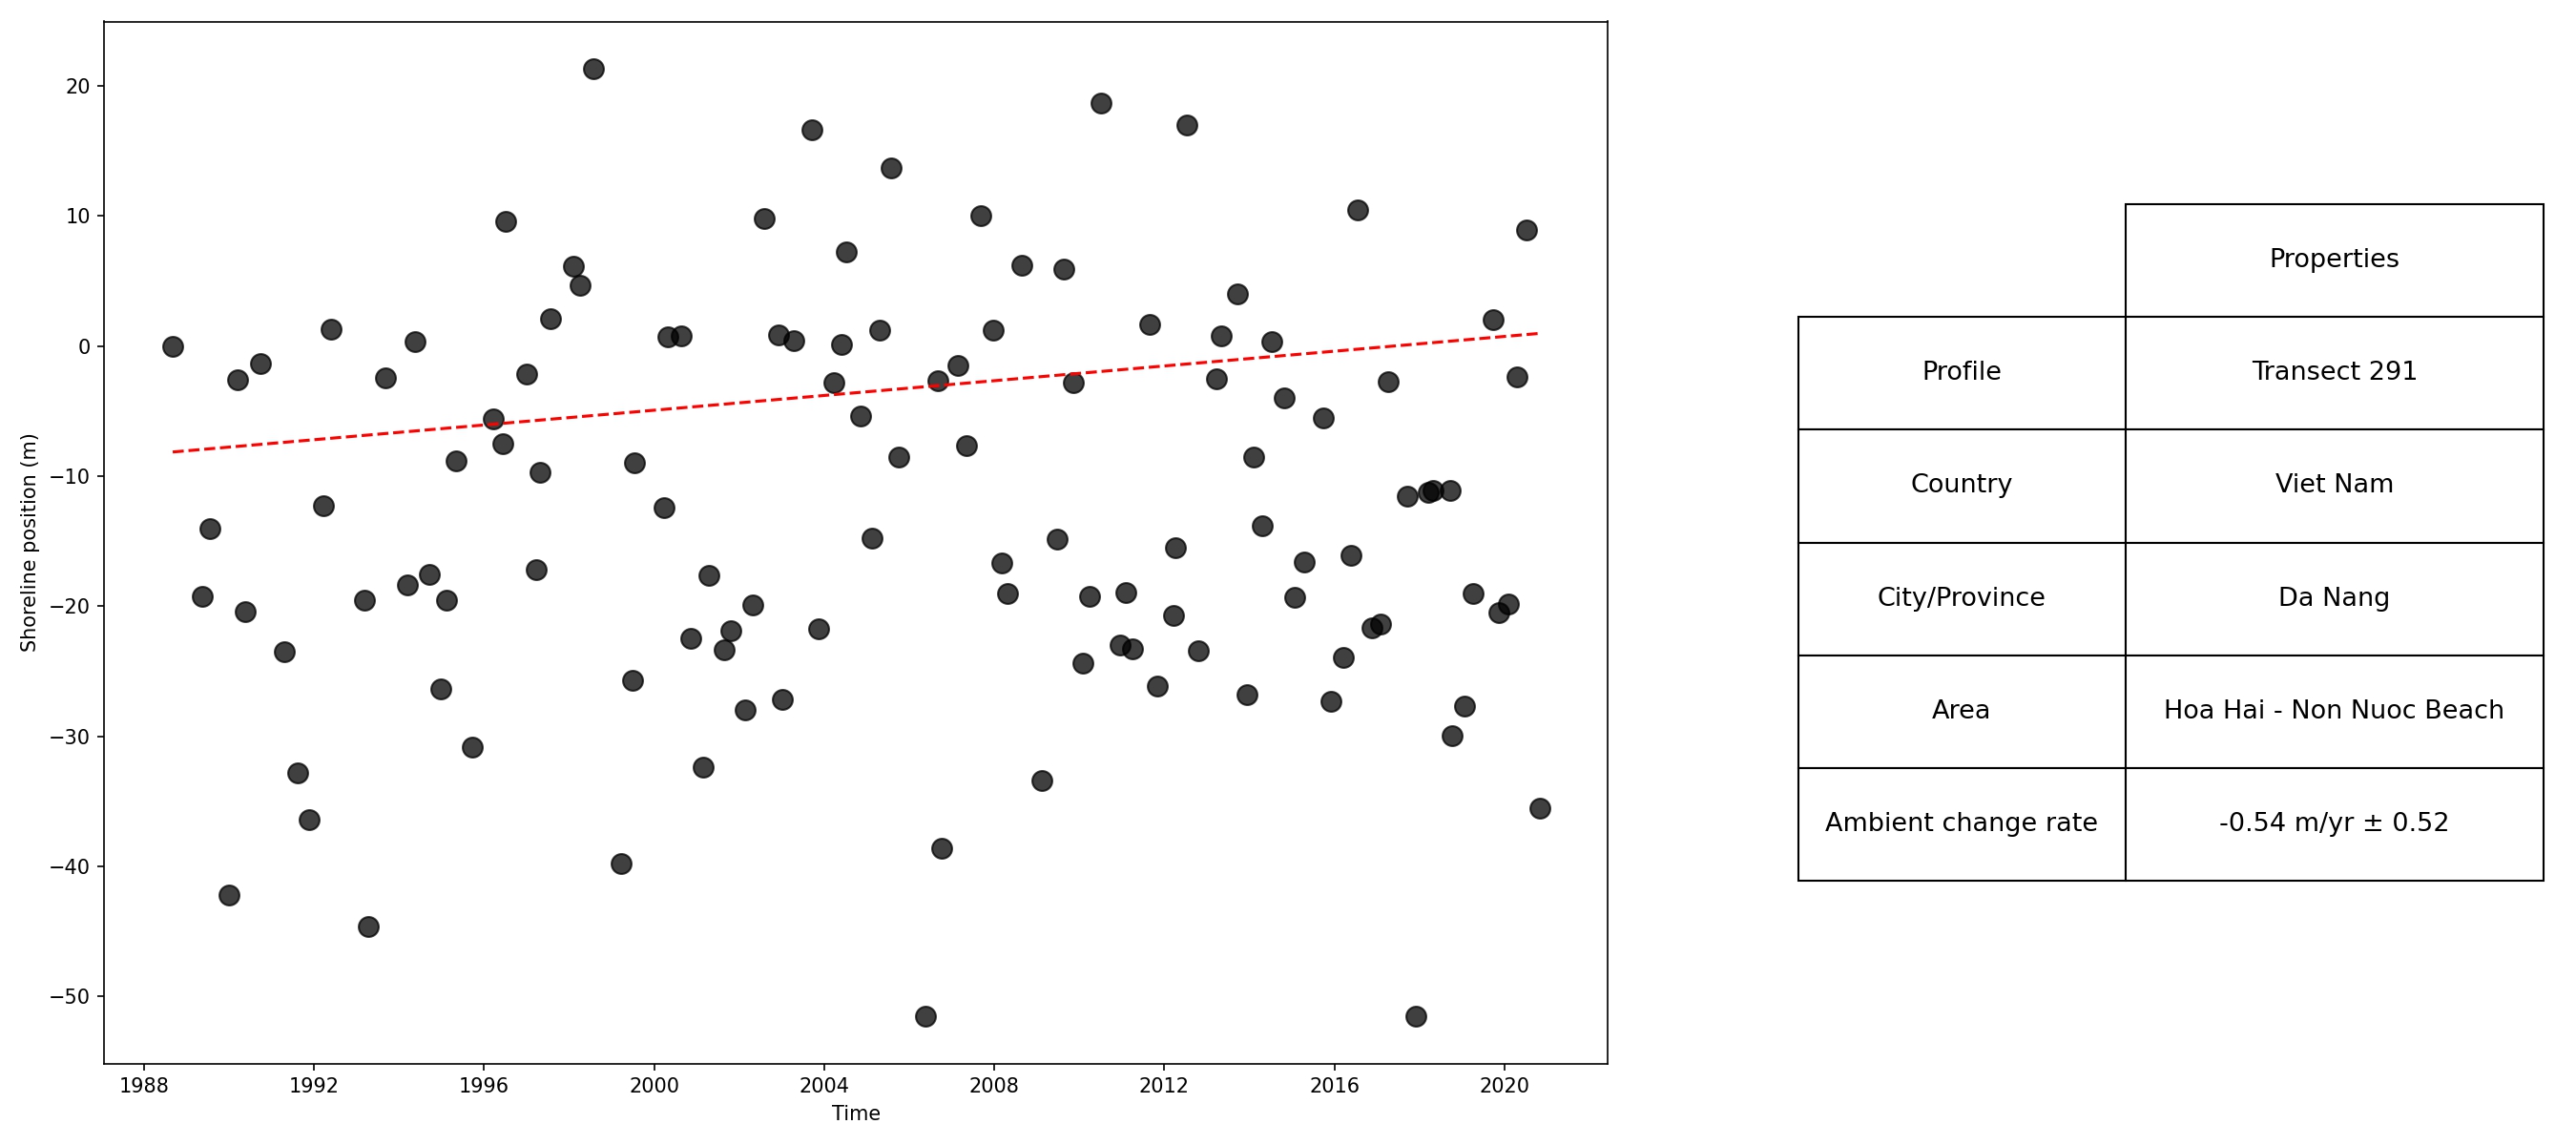 20
10
0
−10
−20
−30
−40
−50
Shoreline position (m)
1988 1992 1996 2000 2004 2008 2012 2016 2020
Time
Properties
Profile Transect 291
Country Viet Nam
City/Province Da Nang
Area Hoa Hai - Non Nuoc Beach
Ambient change rate -0.54 m/yr ± 0.52